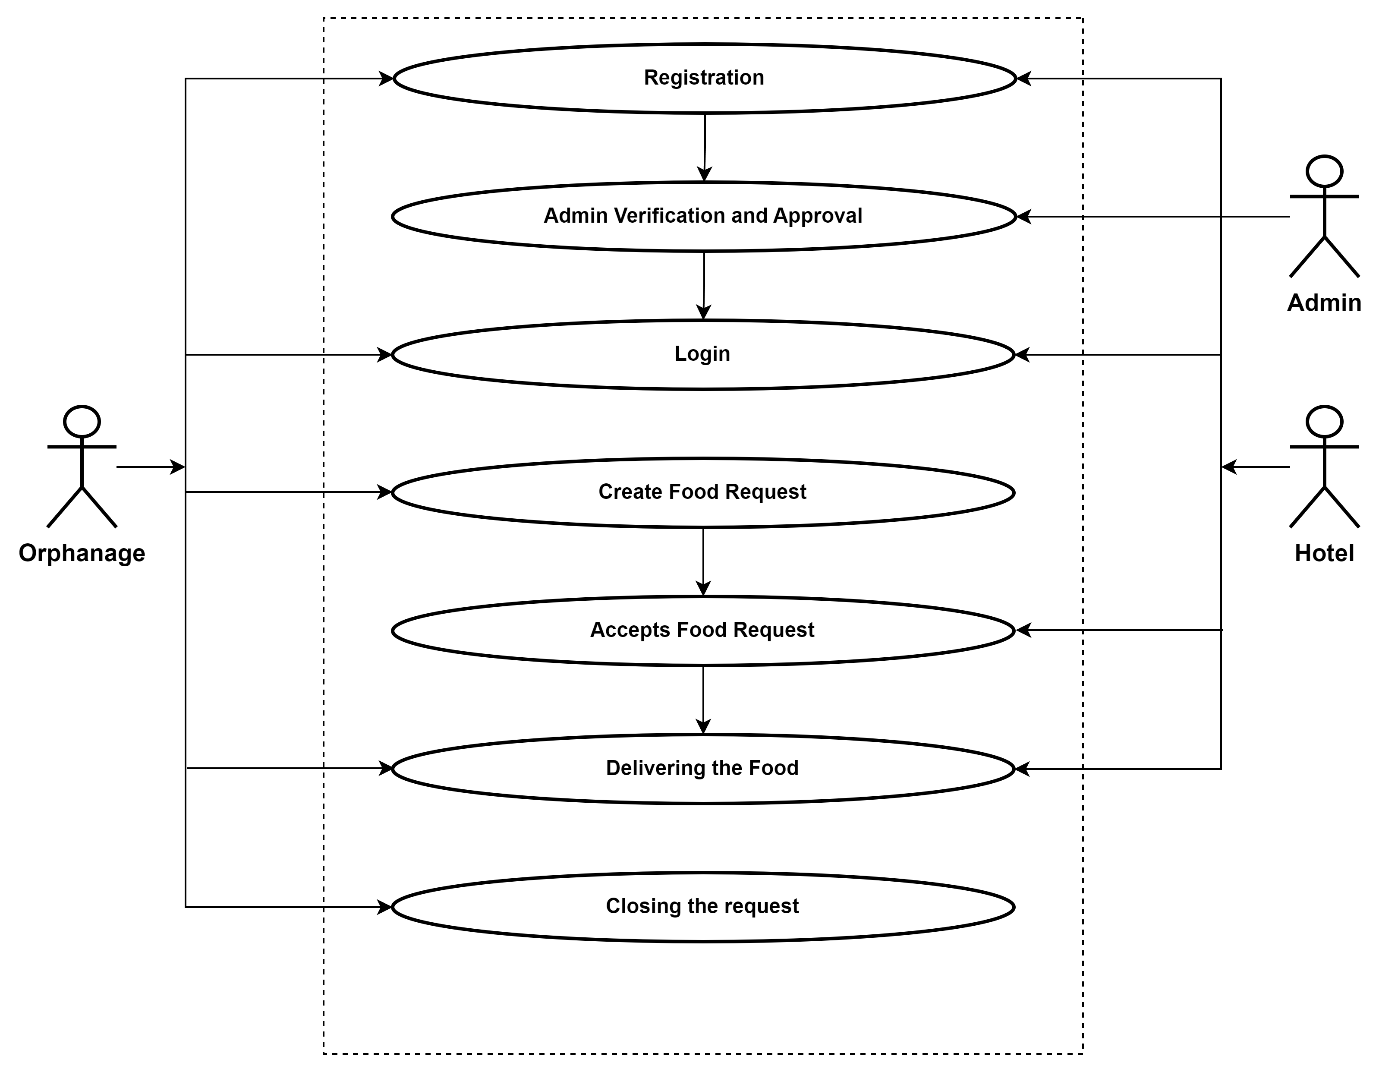 Registration
Admin Verification and Approval
Admin
Login
Create Food Request
Orphanage
Hotel
Accepts Food Request
Delivering the Food
Closing the request